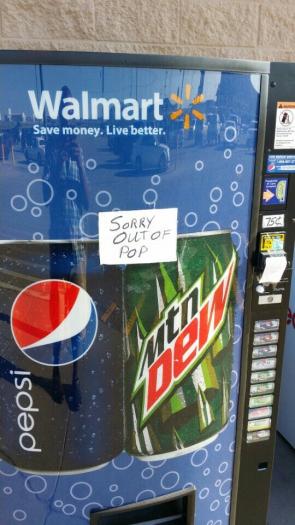 Walmart
Save money. Live better.
SORRY
OUT OF
POP
75¢
pepsi
Mtn
DEW